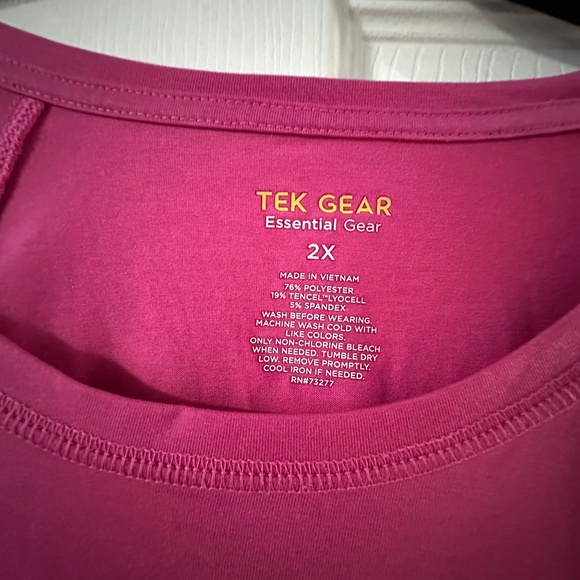 TEK GEAR
Essential Gear
2X
MADE IN VIETNAM
76% POLYESTER
19% TENCEL™LYOCELL
5% SPANDEX
WASH BEFORE WEARING.
MACHINE WASH COLD WITH
LIKE COLORS.
ONLY NON-CHLORINE BLEACH
WHEN NEEDED. TUMBLE DRY
LOW. REMOVE PROMPTLY.
COOL IRON IF NEEDED.
RN#73277